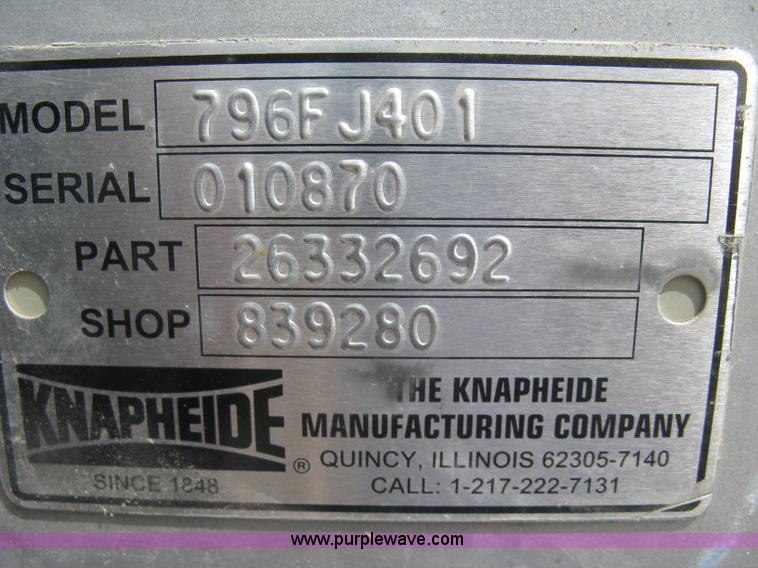 MODEL 796FJ401
SERIAL 010870
PART 26332692
SHOP 839280
KNAPHEIDE ®
SINCE 1848
THE KNAPHEIDE
MANUFACTURING COMPANY
QUINCY, ILLINOIS 62305-7140
CALL: 1-217-222-7131
www.purplewave.com